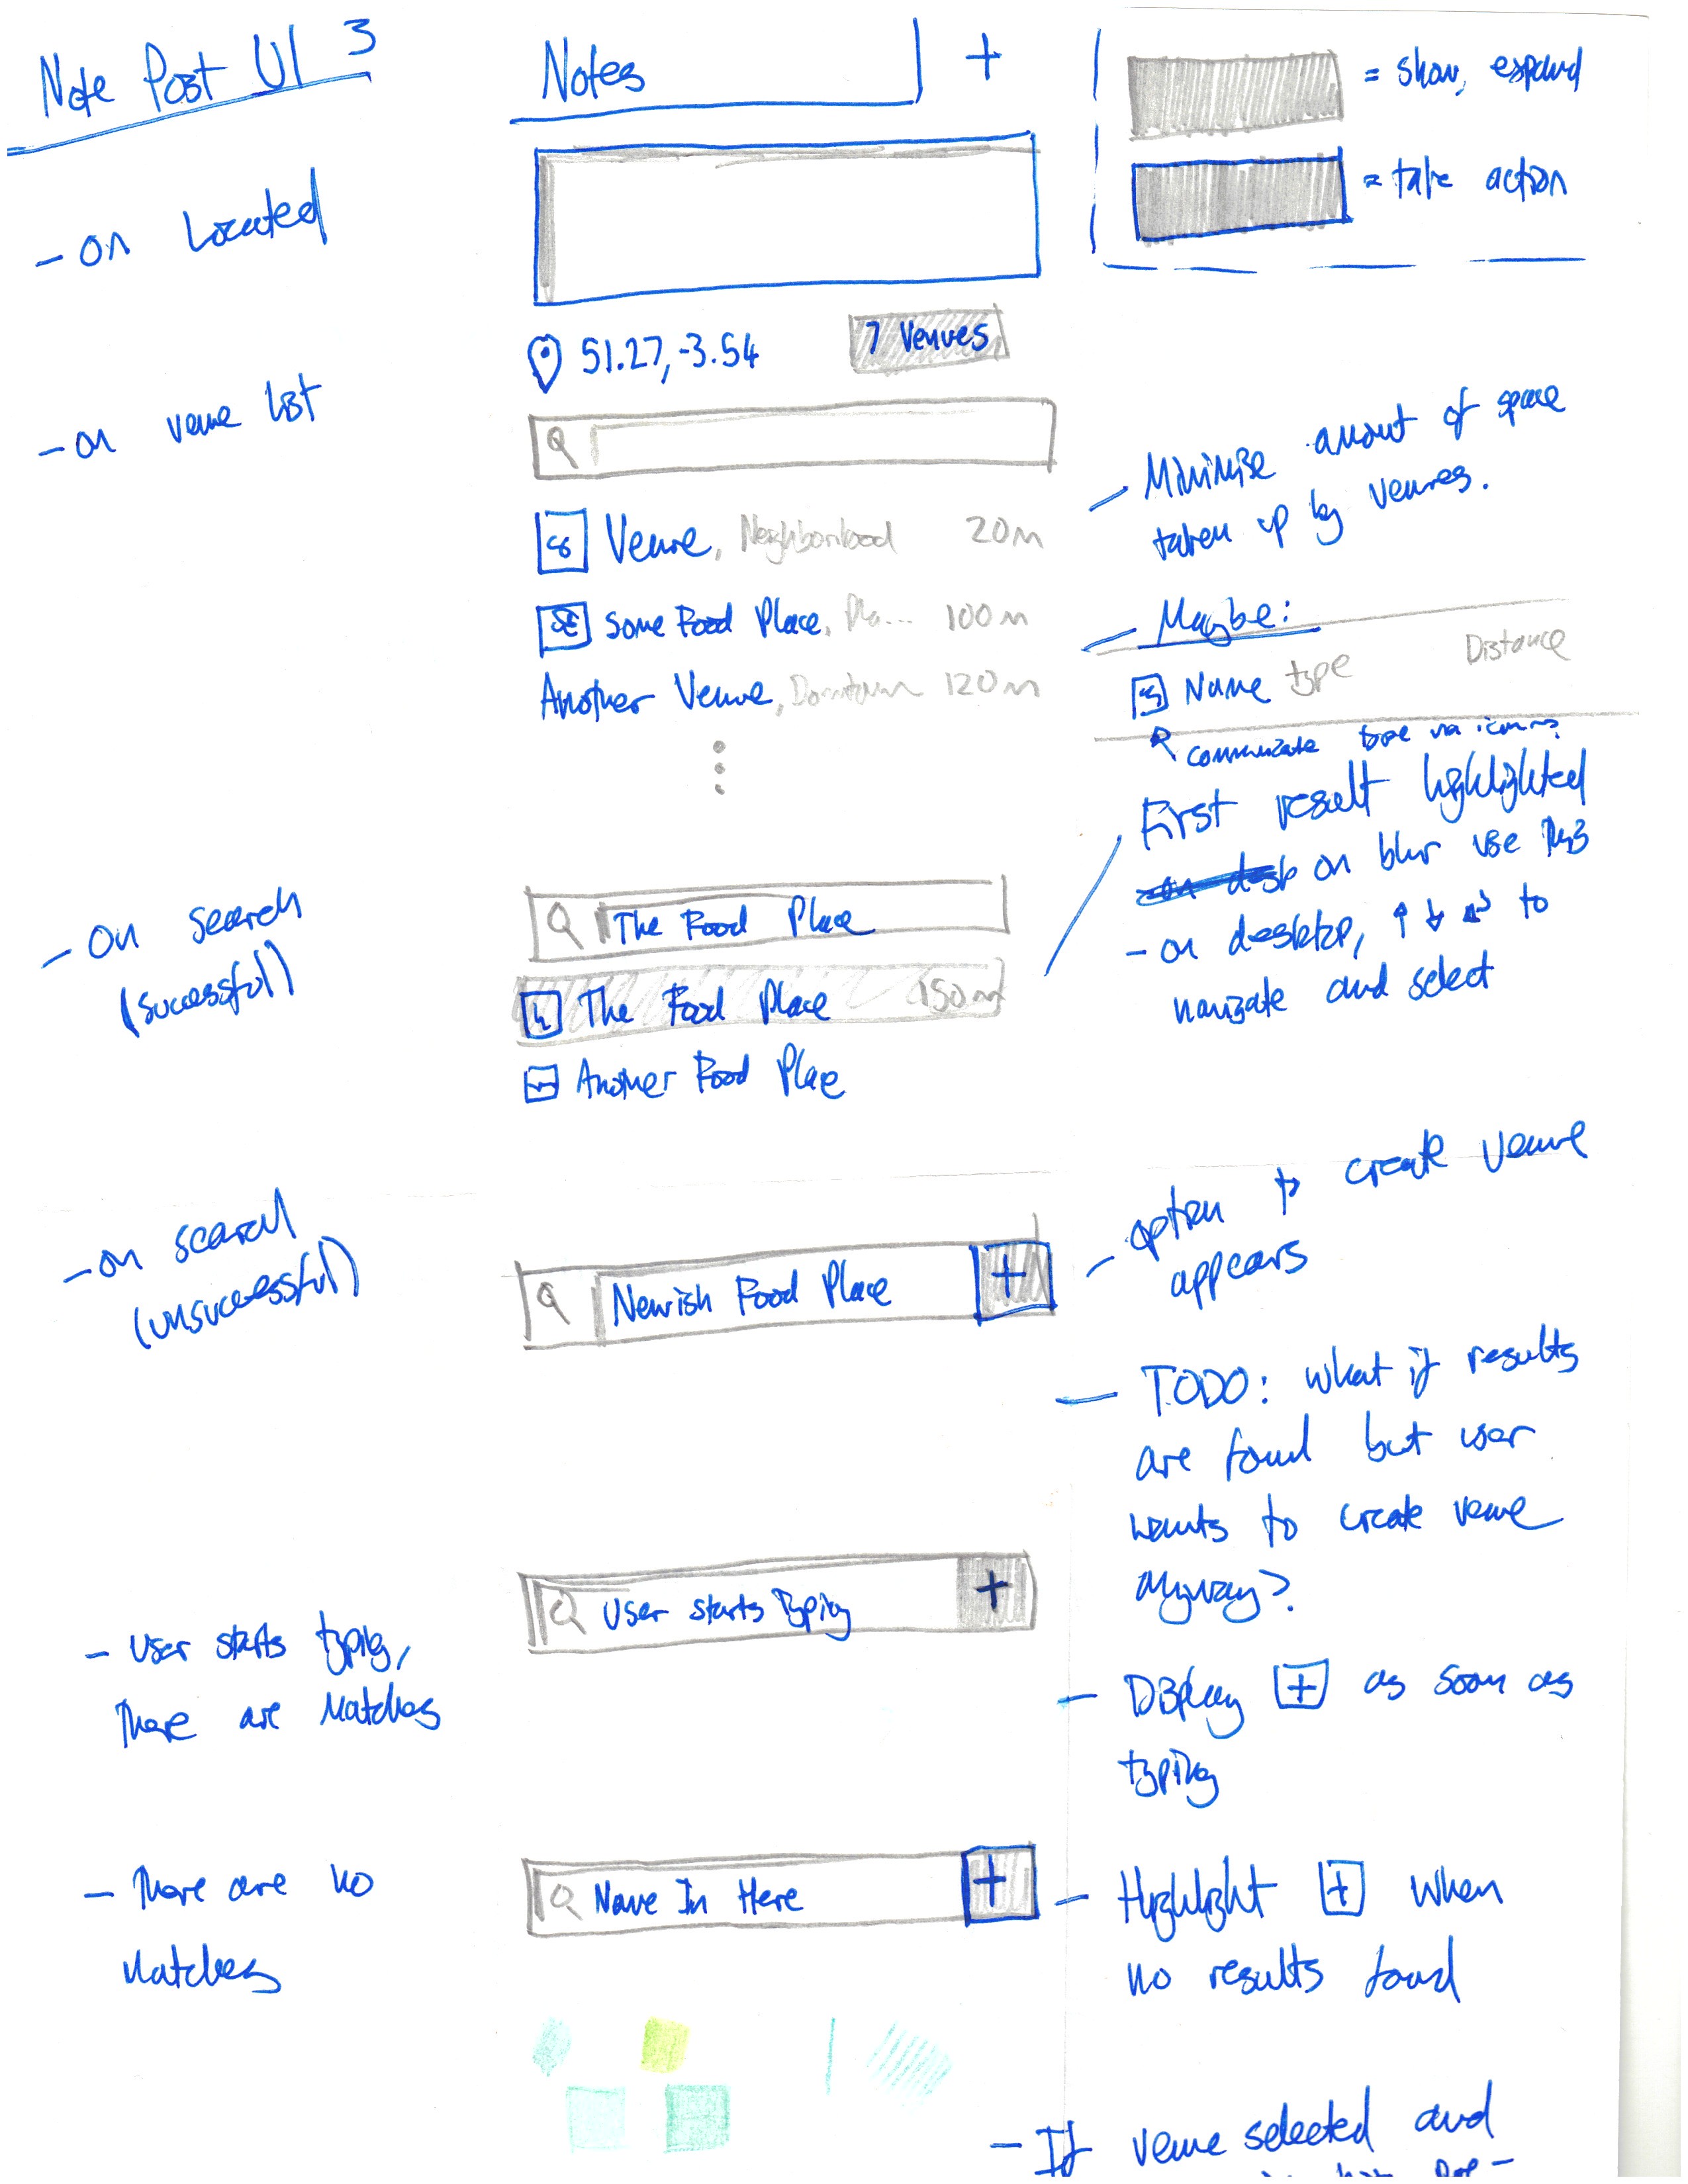 Note Post UI 3
Notes
+
= show, expand
= take action
- on Located
51.27,-3.54
7 Venues
- on venue list
Venue, Neighborhood 20m
Some Food Place, Pla... 100m
Another Venue, Downtown 120m
- Minimise amount of space
taken up by venues.
- Maybe:
Name type Distance
communicate type via icon?
First result highlighted
on desk on blur use this
- on desktop, ↑ ↓ ↵ to
navigate and select
- on search
(successful)
The Food Place
The Food Place 150m
Another Food Place
- on search
(unsuccessful)
Newish Food Place +
- option to create venue
appears
- TODO: what if results
are found but user
wants to create venue
anyway?
- User starts typing,
there are matches
User starts typing +
- Display + as soon as
typing
- There are no
matches
Name In Here +
- Highlight + when
no results found
- If venue selected and